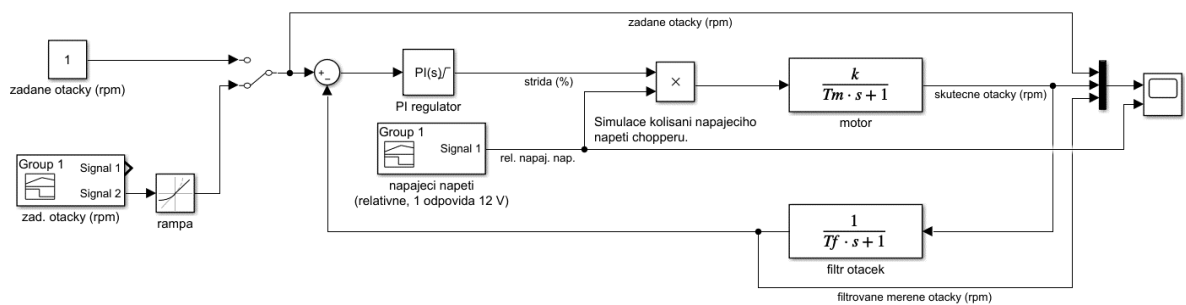 zadane otacky (rpm)
1
zadane otacky (rpm)
+
−
PI(s)
PI regulator
strida (%)
×
k
Tm · s + 1
motor
skutecne otacky (rpm)
Simulace kolisani napajeciho
napeti chopperu.
Group 1
Signal 1
napajeci napeti
(relativne, 1 odpovida 12 V)
rel. napaj. nap.
Group 1
Signal 1
Signal 2
zad. otacky (rpm)
rampa
1
Tf · s + 1
filtr otacek
filtrovane merene otacky (rpm)